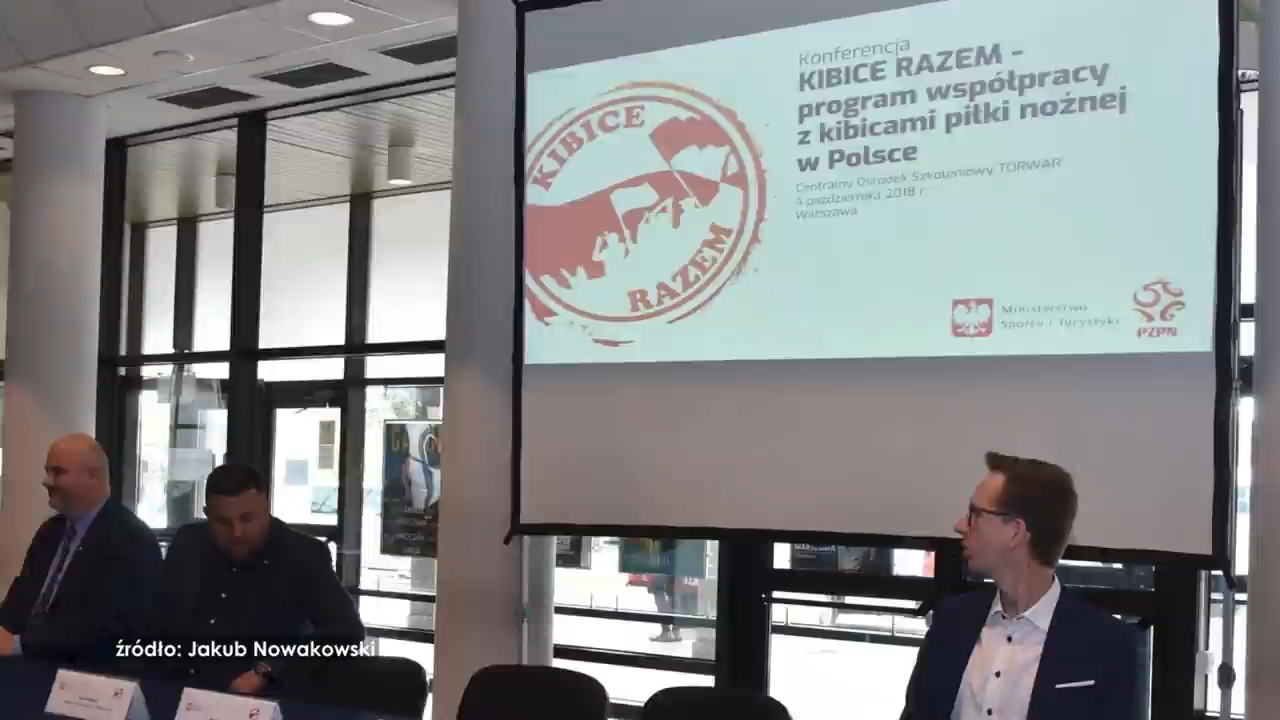 Konferencja
KIBICE RAZEM -
program współpracy
z kibicami piłki nożnej
w Polsce
Centralny Ośrodek Szkoleniowy TORWAR
4 października 2018 r.
Warszawa
KIBICE
RAZEM
Ministerstwo
Sportu i Turystyki
PZPN
źródło: Jakub Nowakowski